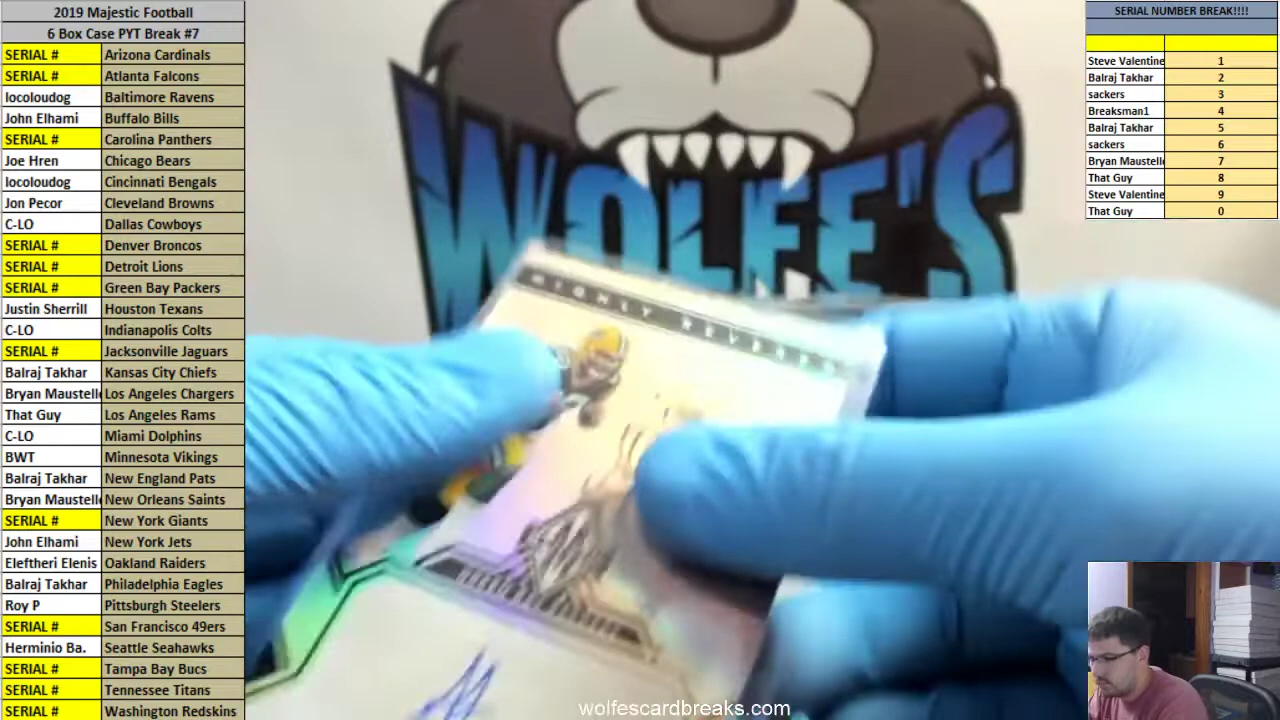 2019 Majestic Football
6 Box Case PYT Break #7
SERIAL # Arizona Cardinals
SERIAL # Atlanta Falcons
locoloudog Baltimore Ravens
John Elhami Buffalo Bills
SERIAL # Carolina Panthers
Joe Hren Chicago Bears
locoloudog Cincinnati Bengals
Jon Pecor Cleveland Browns
C-LO Dallas Cowboys
SERIAL # Denver Broncos
SERIAL # Detroit Lions
SERIAL # Green Bay Packers
Justin Sherrill Houston Texans
C-LO Indianapolis Colts
SERIAL # Jacksonville Jaguars
Balraj Takhar Kansas City Chiefs
Bryan Maustelle Los Angeles Chargers
That Guy Los Angeles Rams
C-LO Miami Dolphins
BWT Minnesota Vikings
Balraj Takhar New England Pats
Bryan Maustelle New Orleans Saints
SERIAL # New York Giants
John Elhami New York Jets
Eleftheri Elenis Oakland Raiders
Balraj Takhar Philadelphia Eagles
Roy P Pittsburgh Steelers
SERIAL # San Francisco 49ers
Herminio Ba. Seattle Seahawks
SERIAL # Tampa Bay Bucs
SERIAL # Tennessee Titans
SERIAL # Washington Redskins
WOLFE'S
HIGHLY REVERED
wolfescardbreaks.com
SERIAL NUMBER BREAK!!!!
Steve Valentine 1
Balraj Takhar 2
sackers 3
Breaksman1 4
Balraj Takhar 5
sackers 6
Bryan Maustelle 7
That Guy 8
Steve Valentine 9
That Guy 0